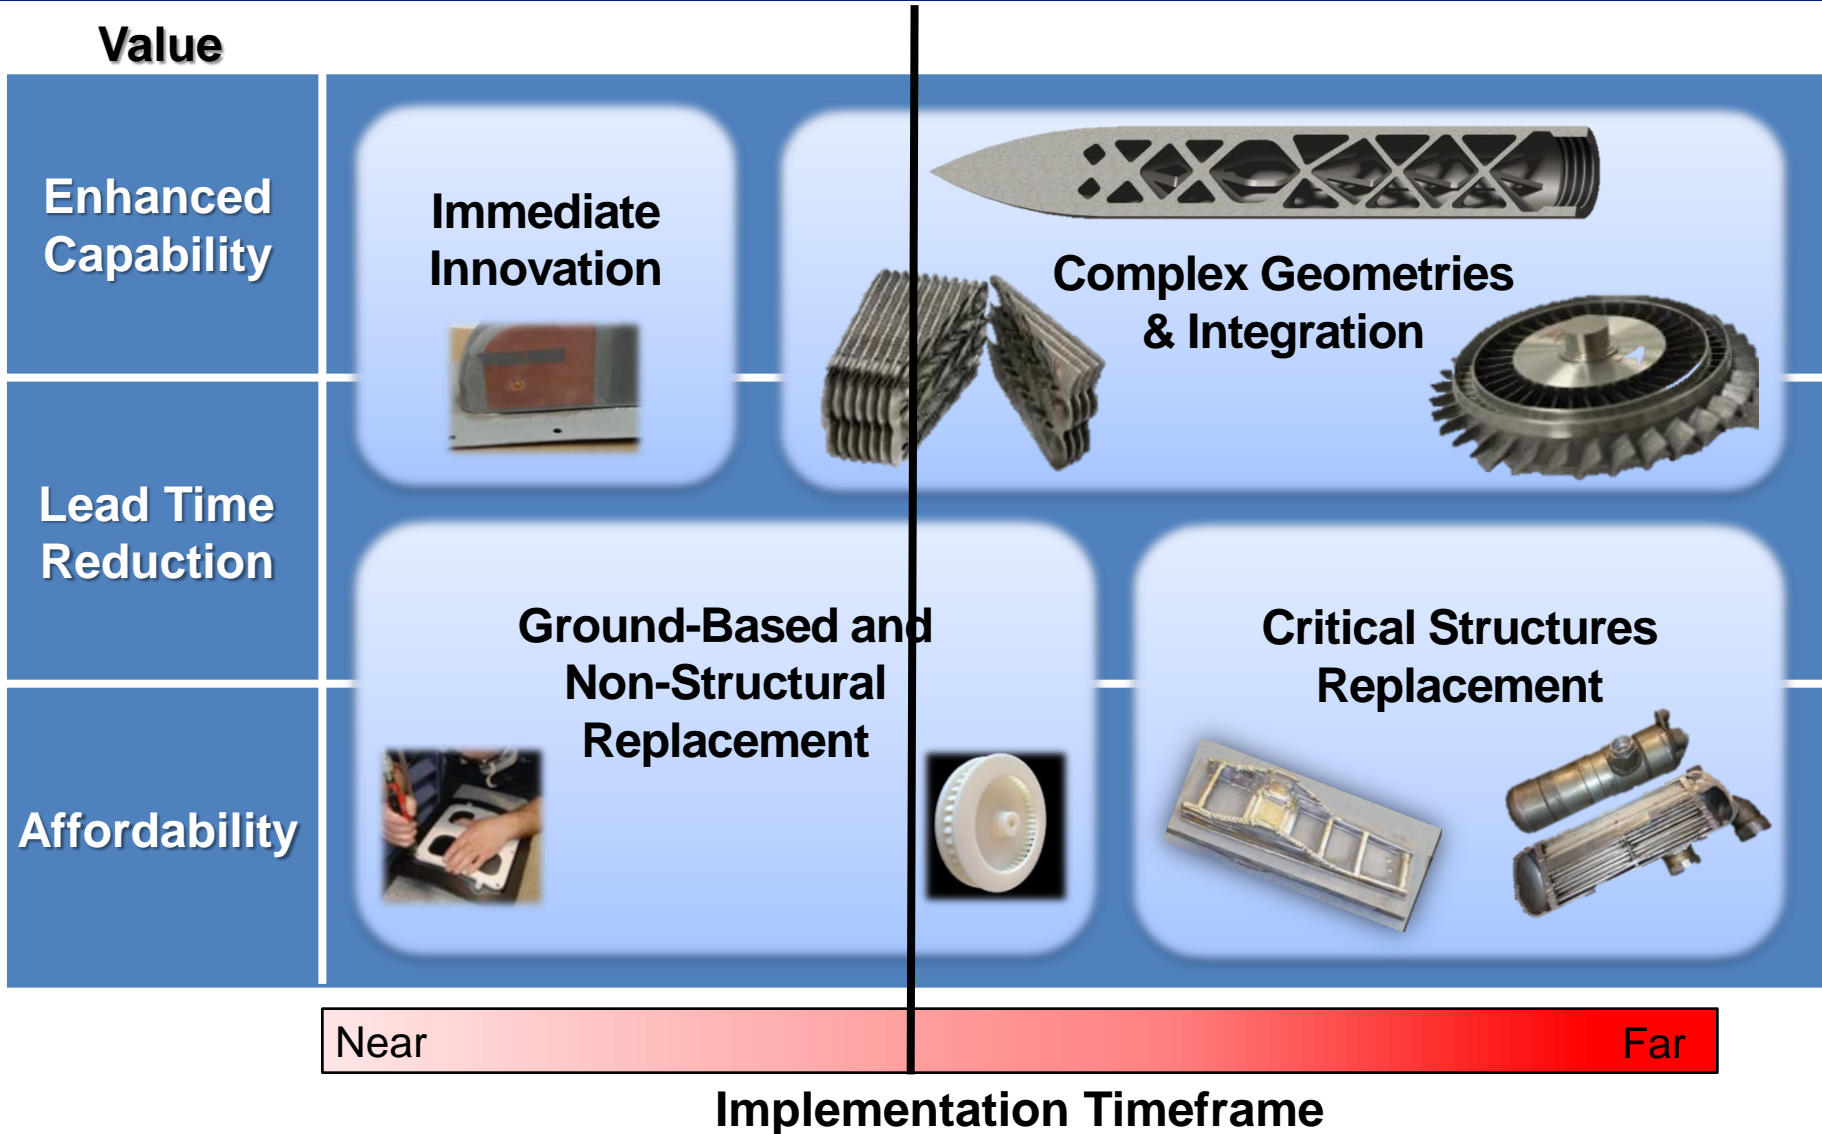 Value
Enhanced
Capability
Immediate
Innovation
Complex Geometries
& Integration
Lead Time
Reduction
Ground-Based and
Non-Structural
Replacement
Critical Structures
Replacement
Affordability
Near
Far
Implementation Timeframe